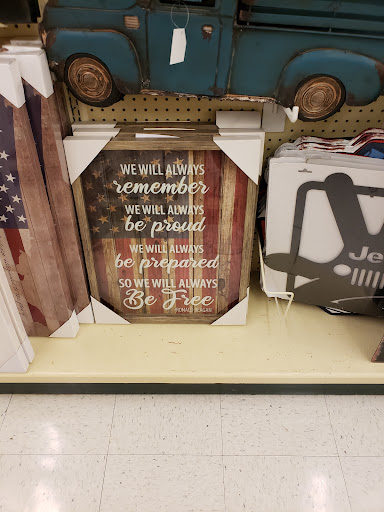 WE WILL ALWAYS
remember
WE WILL ALWAYS
be proud
WE WILL ALWAYS
be prepared
SO WE WILL ALWAYS
Be Free
RONALD REAGAN
Je